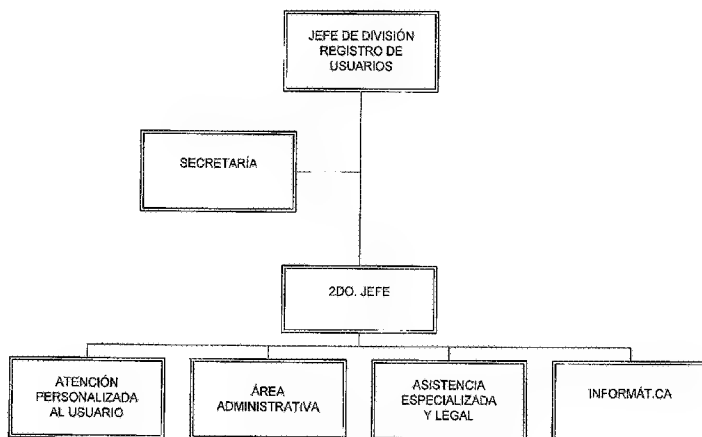 JEFE DE DIVISIÓN
REGISTRO DE
USUARIOS
SECRETARÍA
2DO. JEFE
ATENCIÓN
PERSONALIZADA
AL USUARIO
ÁREA
ADMINISTRATIVA
ASISTENCIA
ESPECIALIZADA
Y LEGAL
INFORMÁT.CA